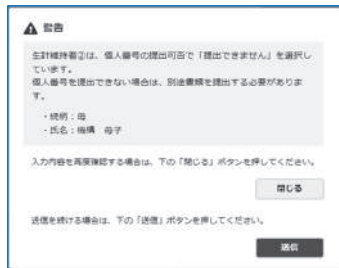 警告
生計維持者②は、個人番号の提出可否で「提出できません」を選択し
ています。
個人番号を提出できない場合は、別途書類を提出する必要がありま
す。
・続柄：母
・氏名：機構　母子
入力内容を再度確認する場合は、下の「閉じる」ボタンを押してください。
閉じる
送信を続ける場合は、下の「送信」ボタンを押してください。
送信